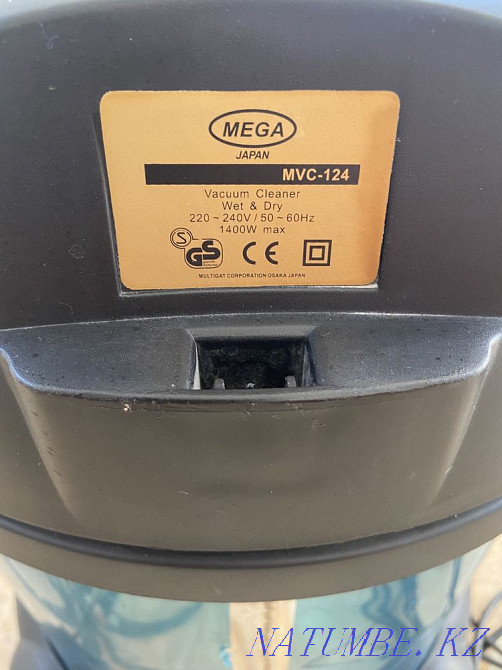 MEGA
JAPAN
MVC-124
Vacuum Cleaner
Wet & Dry
220~240V/50~60Hz
1400W max
S GS CE
MULTIGAT CORPORATION OSAKA JAPAN
NATUMBE.KZ